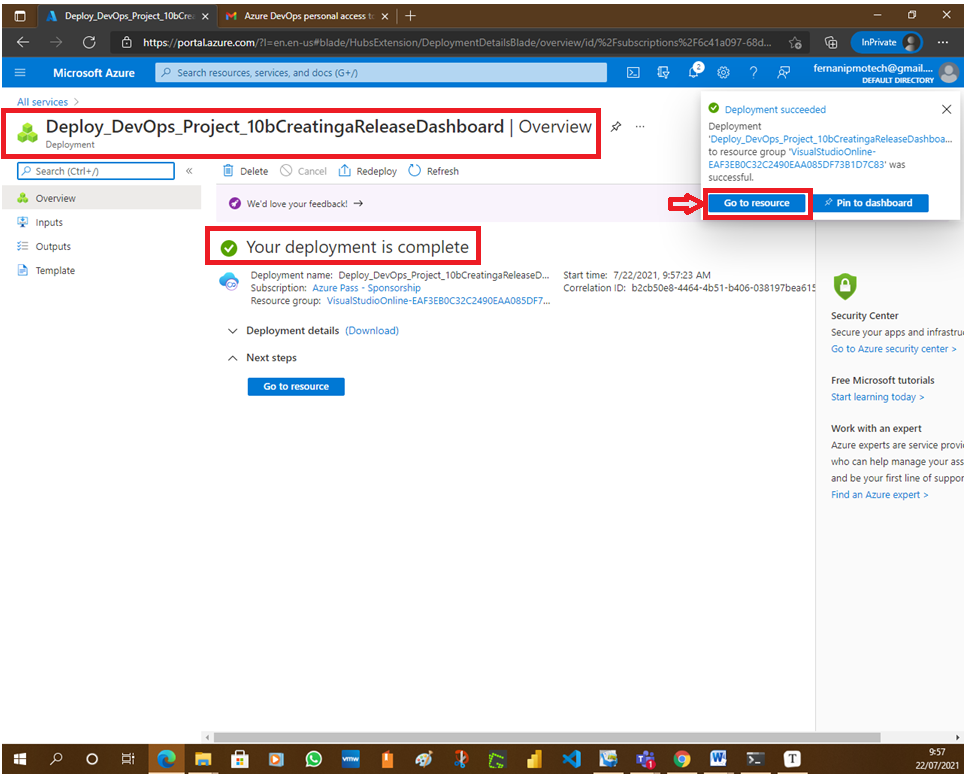 Deploy_DevOps_Project_10bCrea
Azure DevOps personal access to
https://portal.azure.com/?l=en.en-us#blade/HubsExtension/DeploymentDetailsBlade/overview/id/%2Fsubscriptions%2F6c41a097-68d...
InPrivate
Microsoft Azure
Search resources, services, and docs (G+/)
2
fernanipmotech@gmail....
DEFAULT DIRECTORY
All services >
Deploy_DevOps_Project_10bCreatingaReleaseDashboard | Overview
Deployment
Search (Ctrl+/)
«
Overview
Inputs
Outputs
Template
Delete
Cancel
Redeploy
Refresh
We'd love your feedback! →
Your deployment is complete
Deployment name: Deploy_DevOps_Project_10bCreatingaReleaseD...
Subscription: Azure Pass - Sponsorship
Resource group: VisualStudioOnline-EAF3EB0C32C2490EAA085DF7...
Start time: 7/22/2021, 9:57:23 AM
Correlation ID: b2cb50e8-4464-4b51-b406-038197bea615
Deployment details (Download)
Next steps
Go to resource
Deployment succeeded
Deployment
'Deploy_DevOps_Project_10bCreatingaReleaseDashboa...
to resource group 'VisualStudioOnline-
EAF3EB0C32C2490EAA085DF73B1D7C83' was
successful.
Go to resource
Pin to dashboard
Security Center
Secure your apps and infrastru
Go to Azure security center >
Free Microsoft tutorials
Start learning today >
Work with an expert
Azure experts are service provi
who can help manage your ass
and be your first line of suppor
Find an Azure expert >
vmw
1
W
T
9:57
22/07/2021